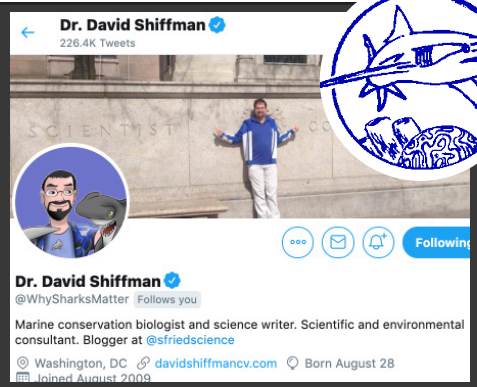 Dr. David Shiffman
226.4K Tweets
SCIENTIST
CO
Following
Dr. David Shiffman
@WhySharksMatter Follows you
Marine conservation biologist and science writer. Scientific and environmental
consultant. Blogger at @sfriedscience
Washington, DC davidshiffmancv.com Born August 28
Joined August 2009